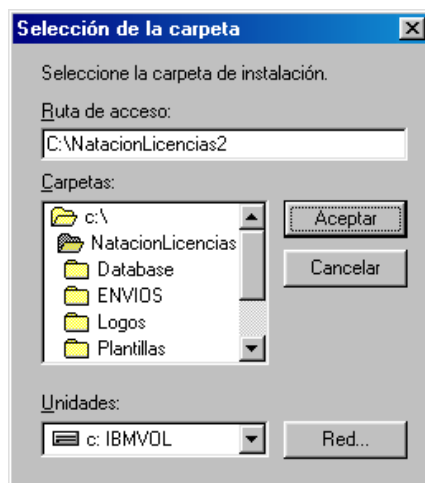 Selección de la carpeta
Seleccione la carpeta de instalación.
Ruta de acceso:
C:\NatacionLicencias2
Carpetas:
c:\
NatacionLicencias
Database
ENVIOS
Logos
Plantillas
Aceptar
Cancelar
Unidades:
c: IBMVOL
Red...